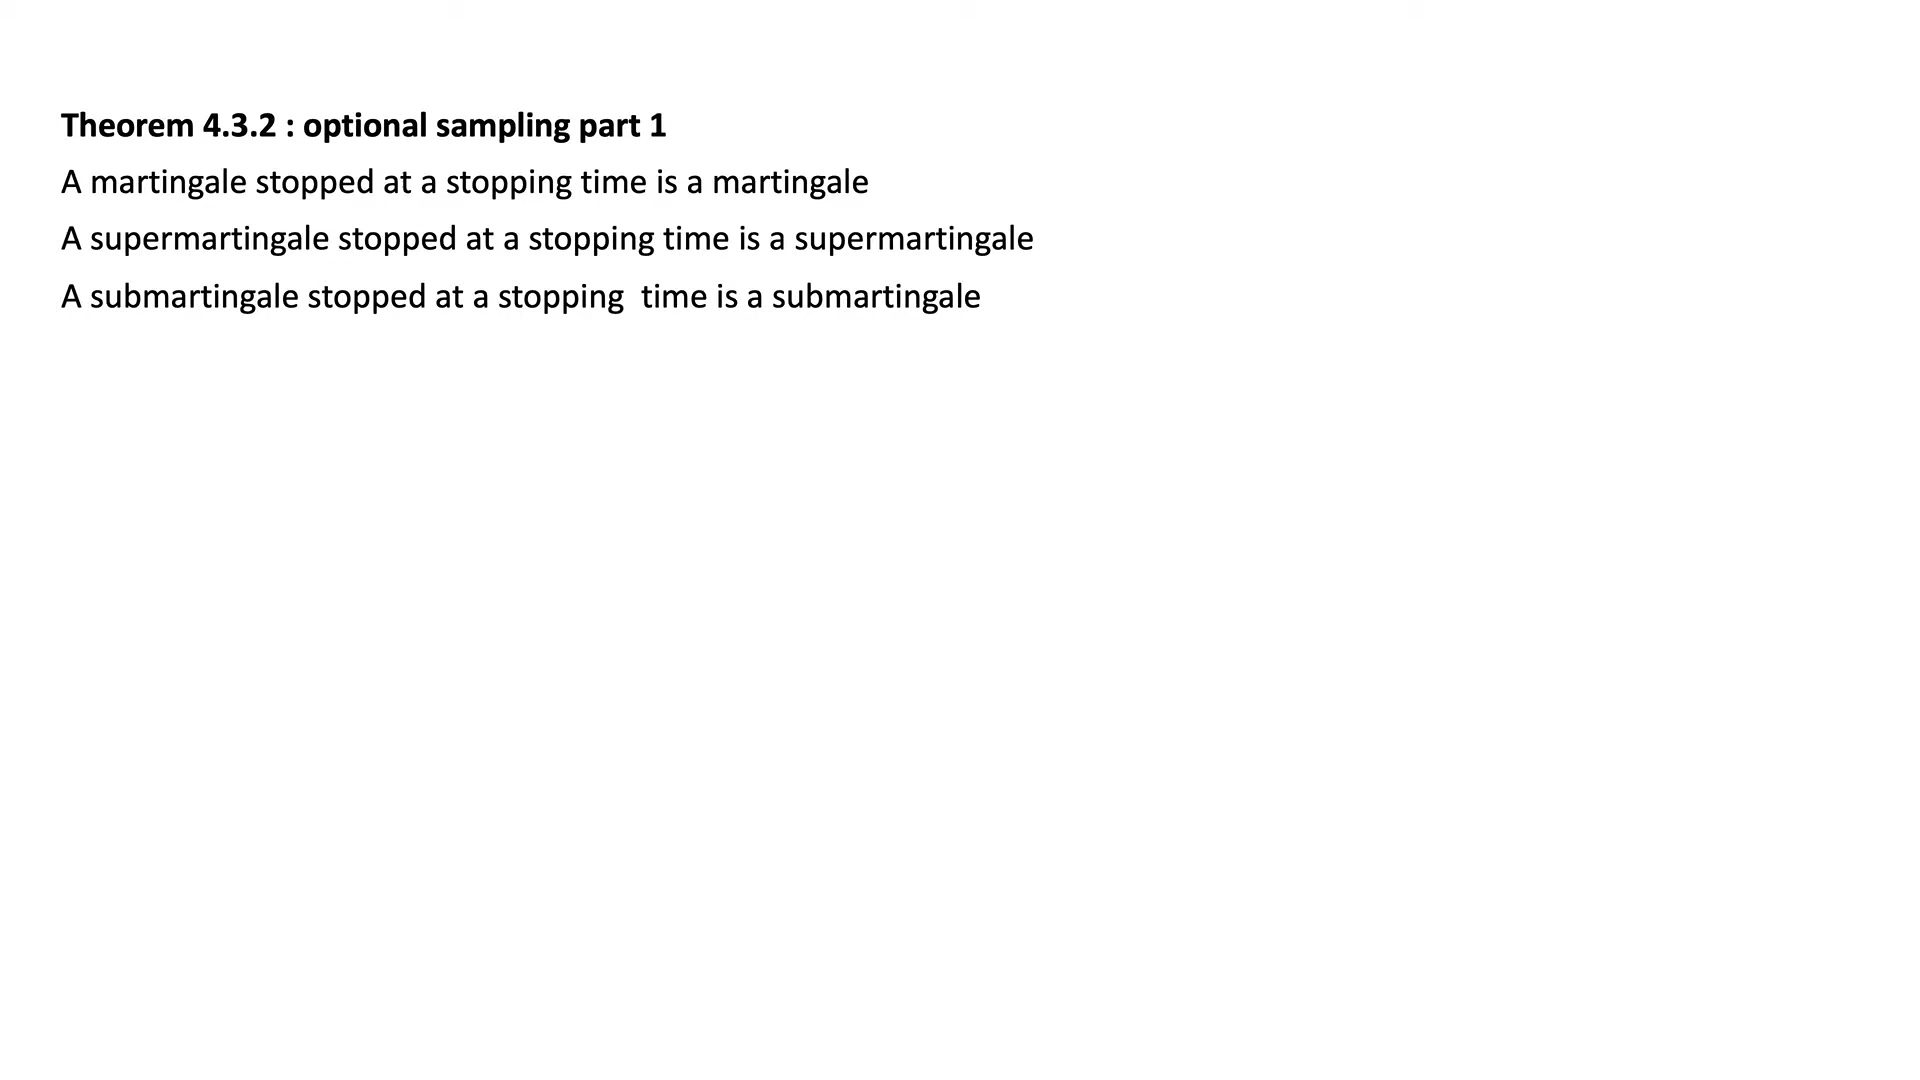 Theorem 4.3.2 : optional sampling part 1
A martingale stopped at a stopping time is a martingale
A supermartingale stopped at a stopping time is a supermartingale
A submartingale stopped at a stopping  time is a submartingale